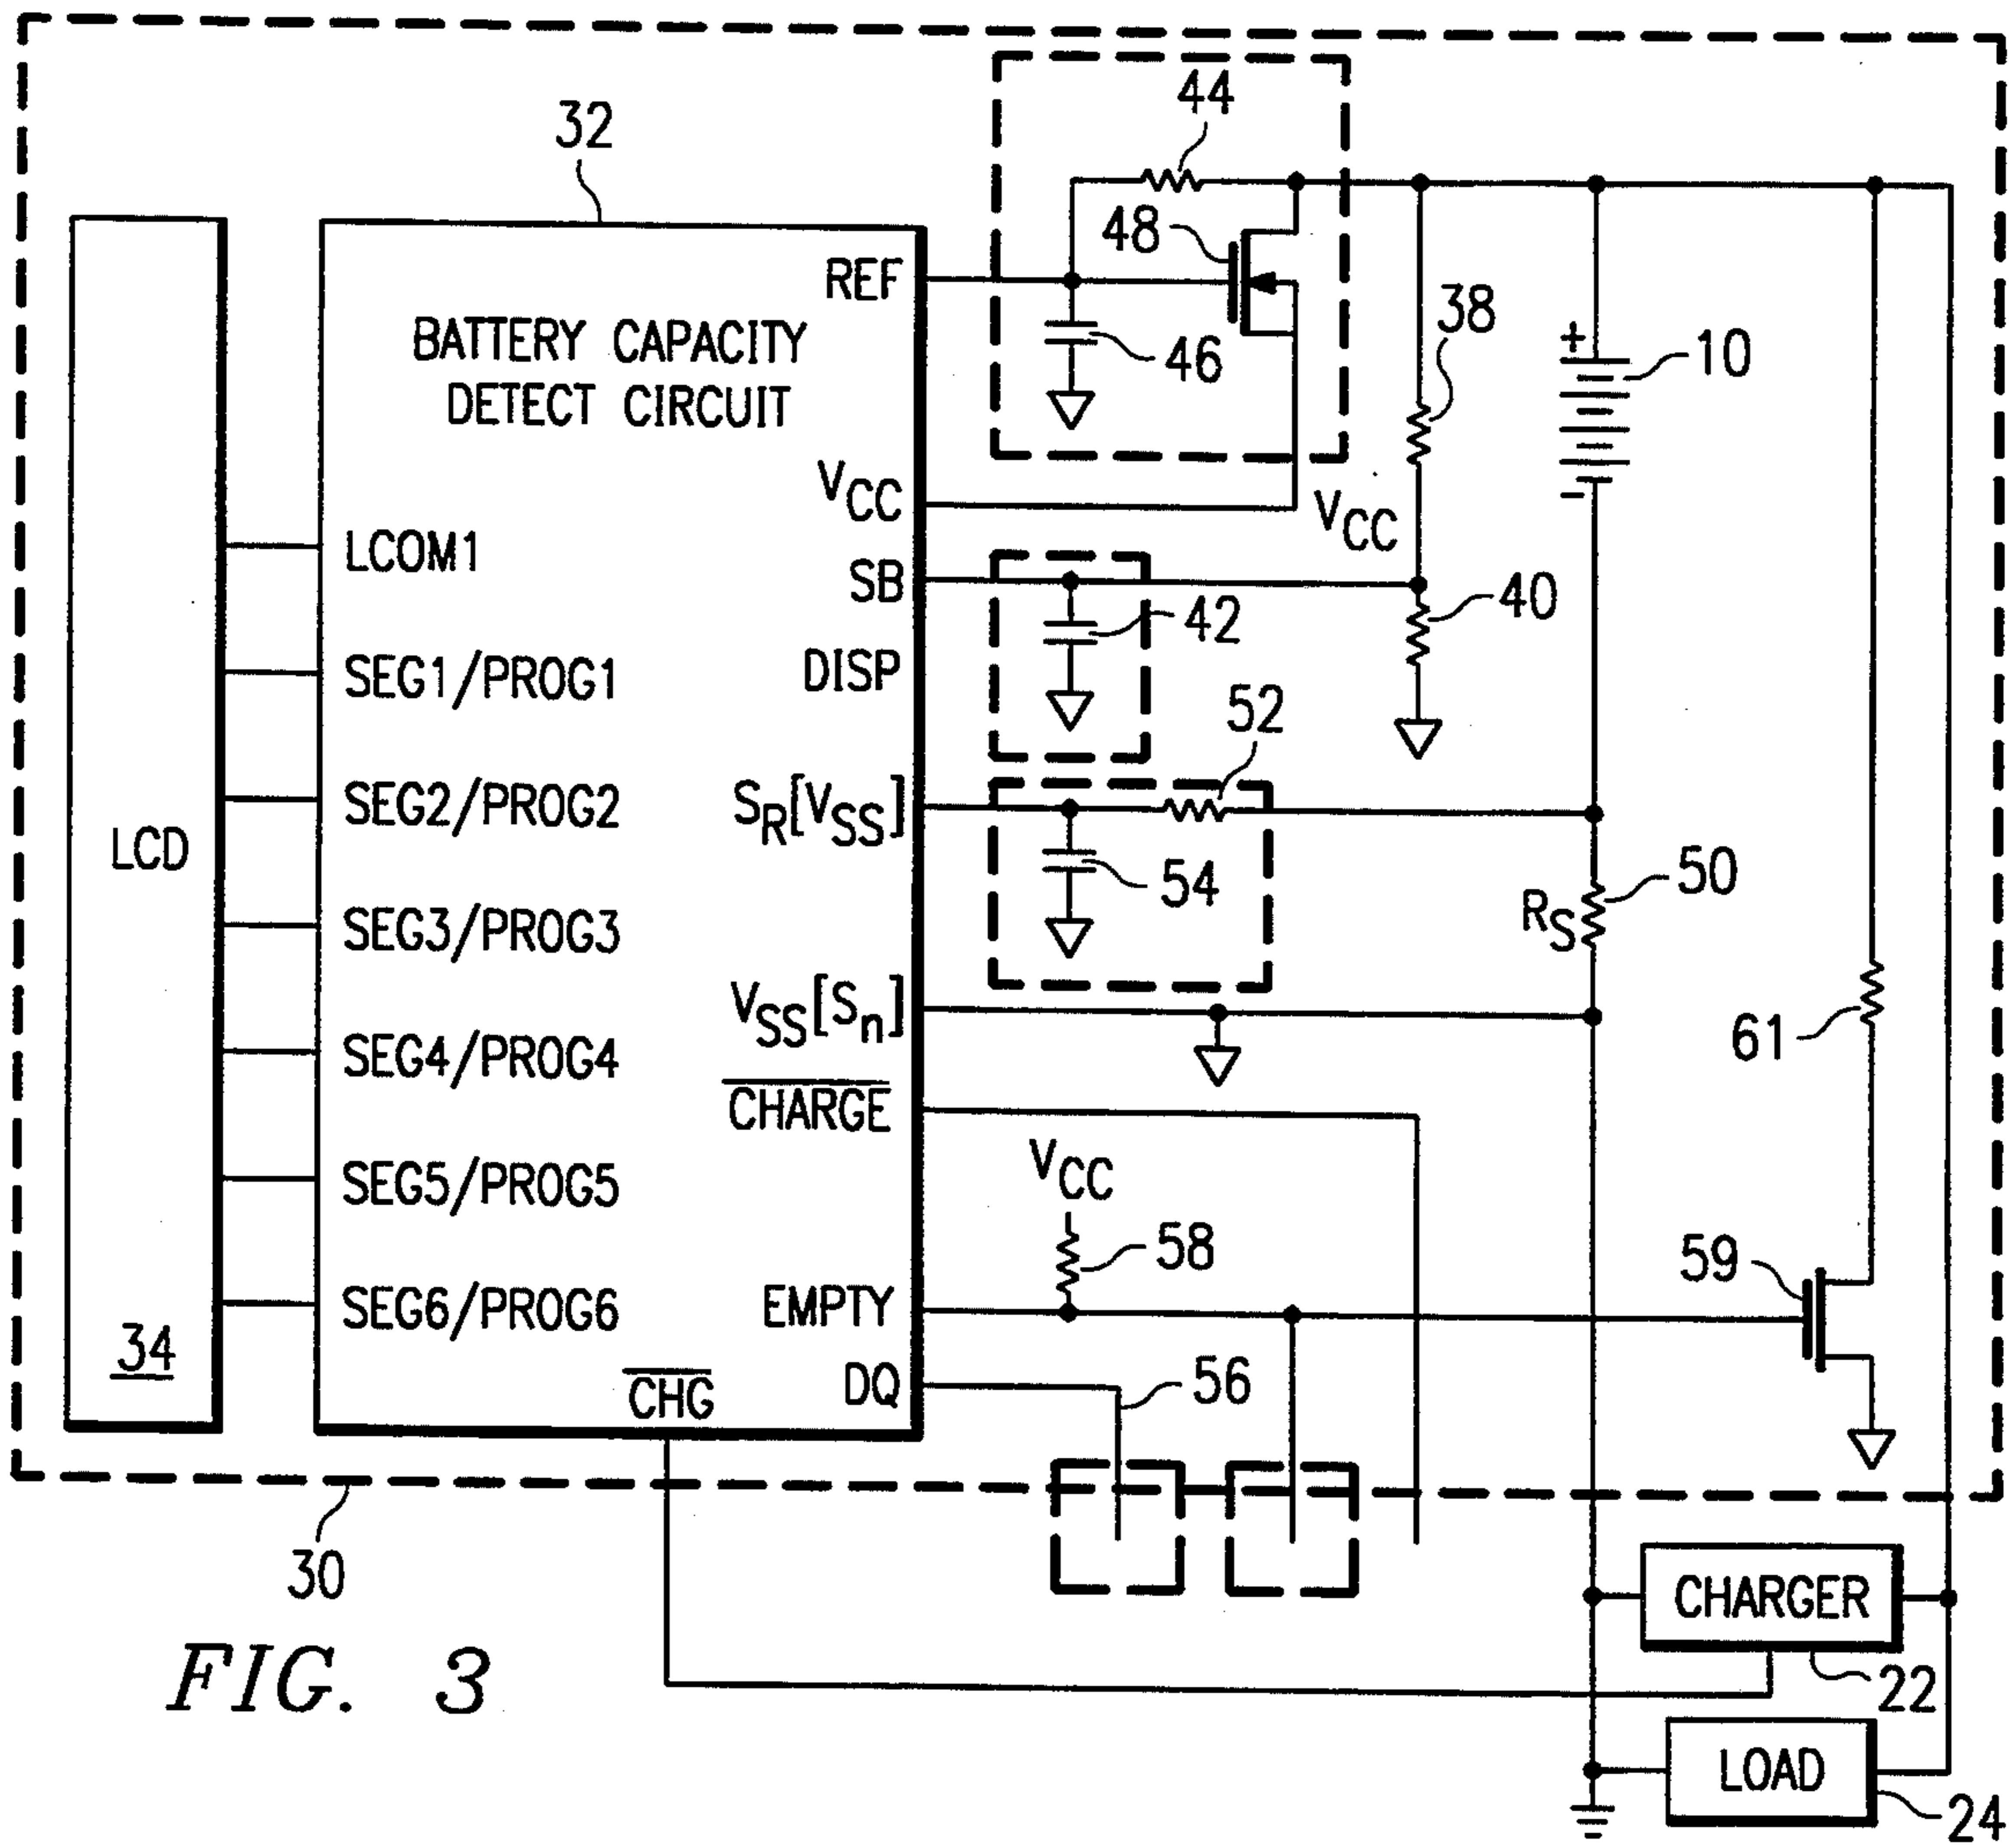 44
32
48
REF
38
BATTERY CAPACITY
DETECT CIRCUIT
46
+
10
-
VCC
VCC
LCOM1
SB
42
40
SEG1/PROG1
DISP
52
SEG2/PROG2
SR[VSS]
LCD
54
50
RS
SEG3/PROG3
VSS[Sn]
61
SEG4/PROG4
CHARGE
VCC
SEG5/PROG5
58
59
SEG6/PROG6
EMPTY
34
CHG
DQ
56
30
CHARGER
FIG. 3
22
LOAD
24